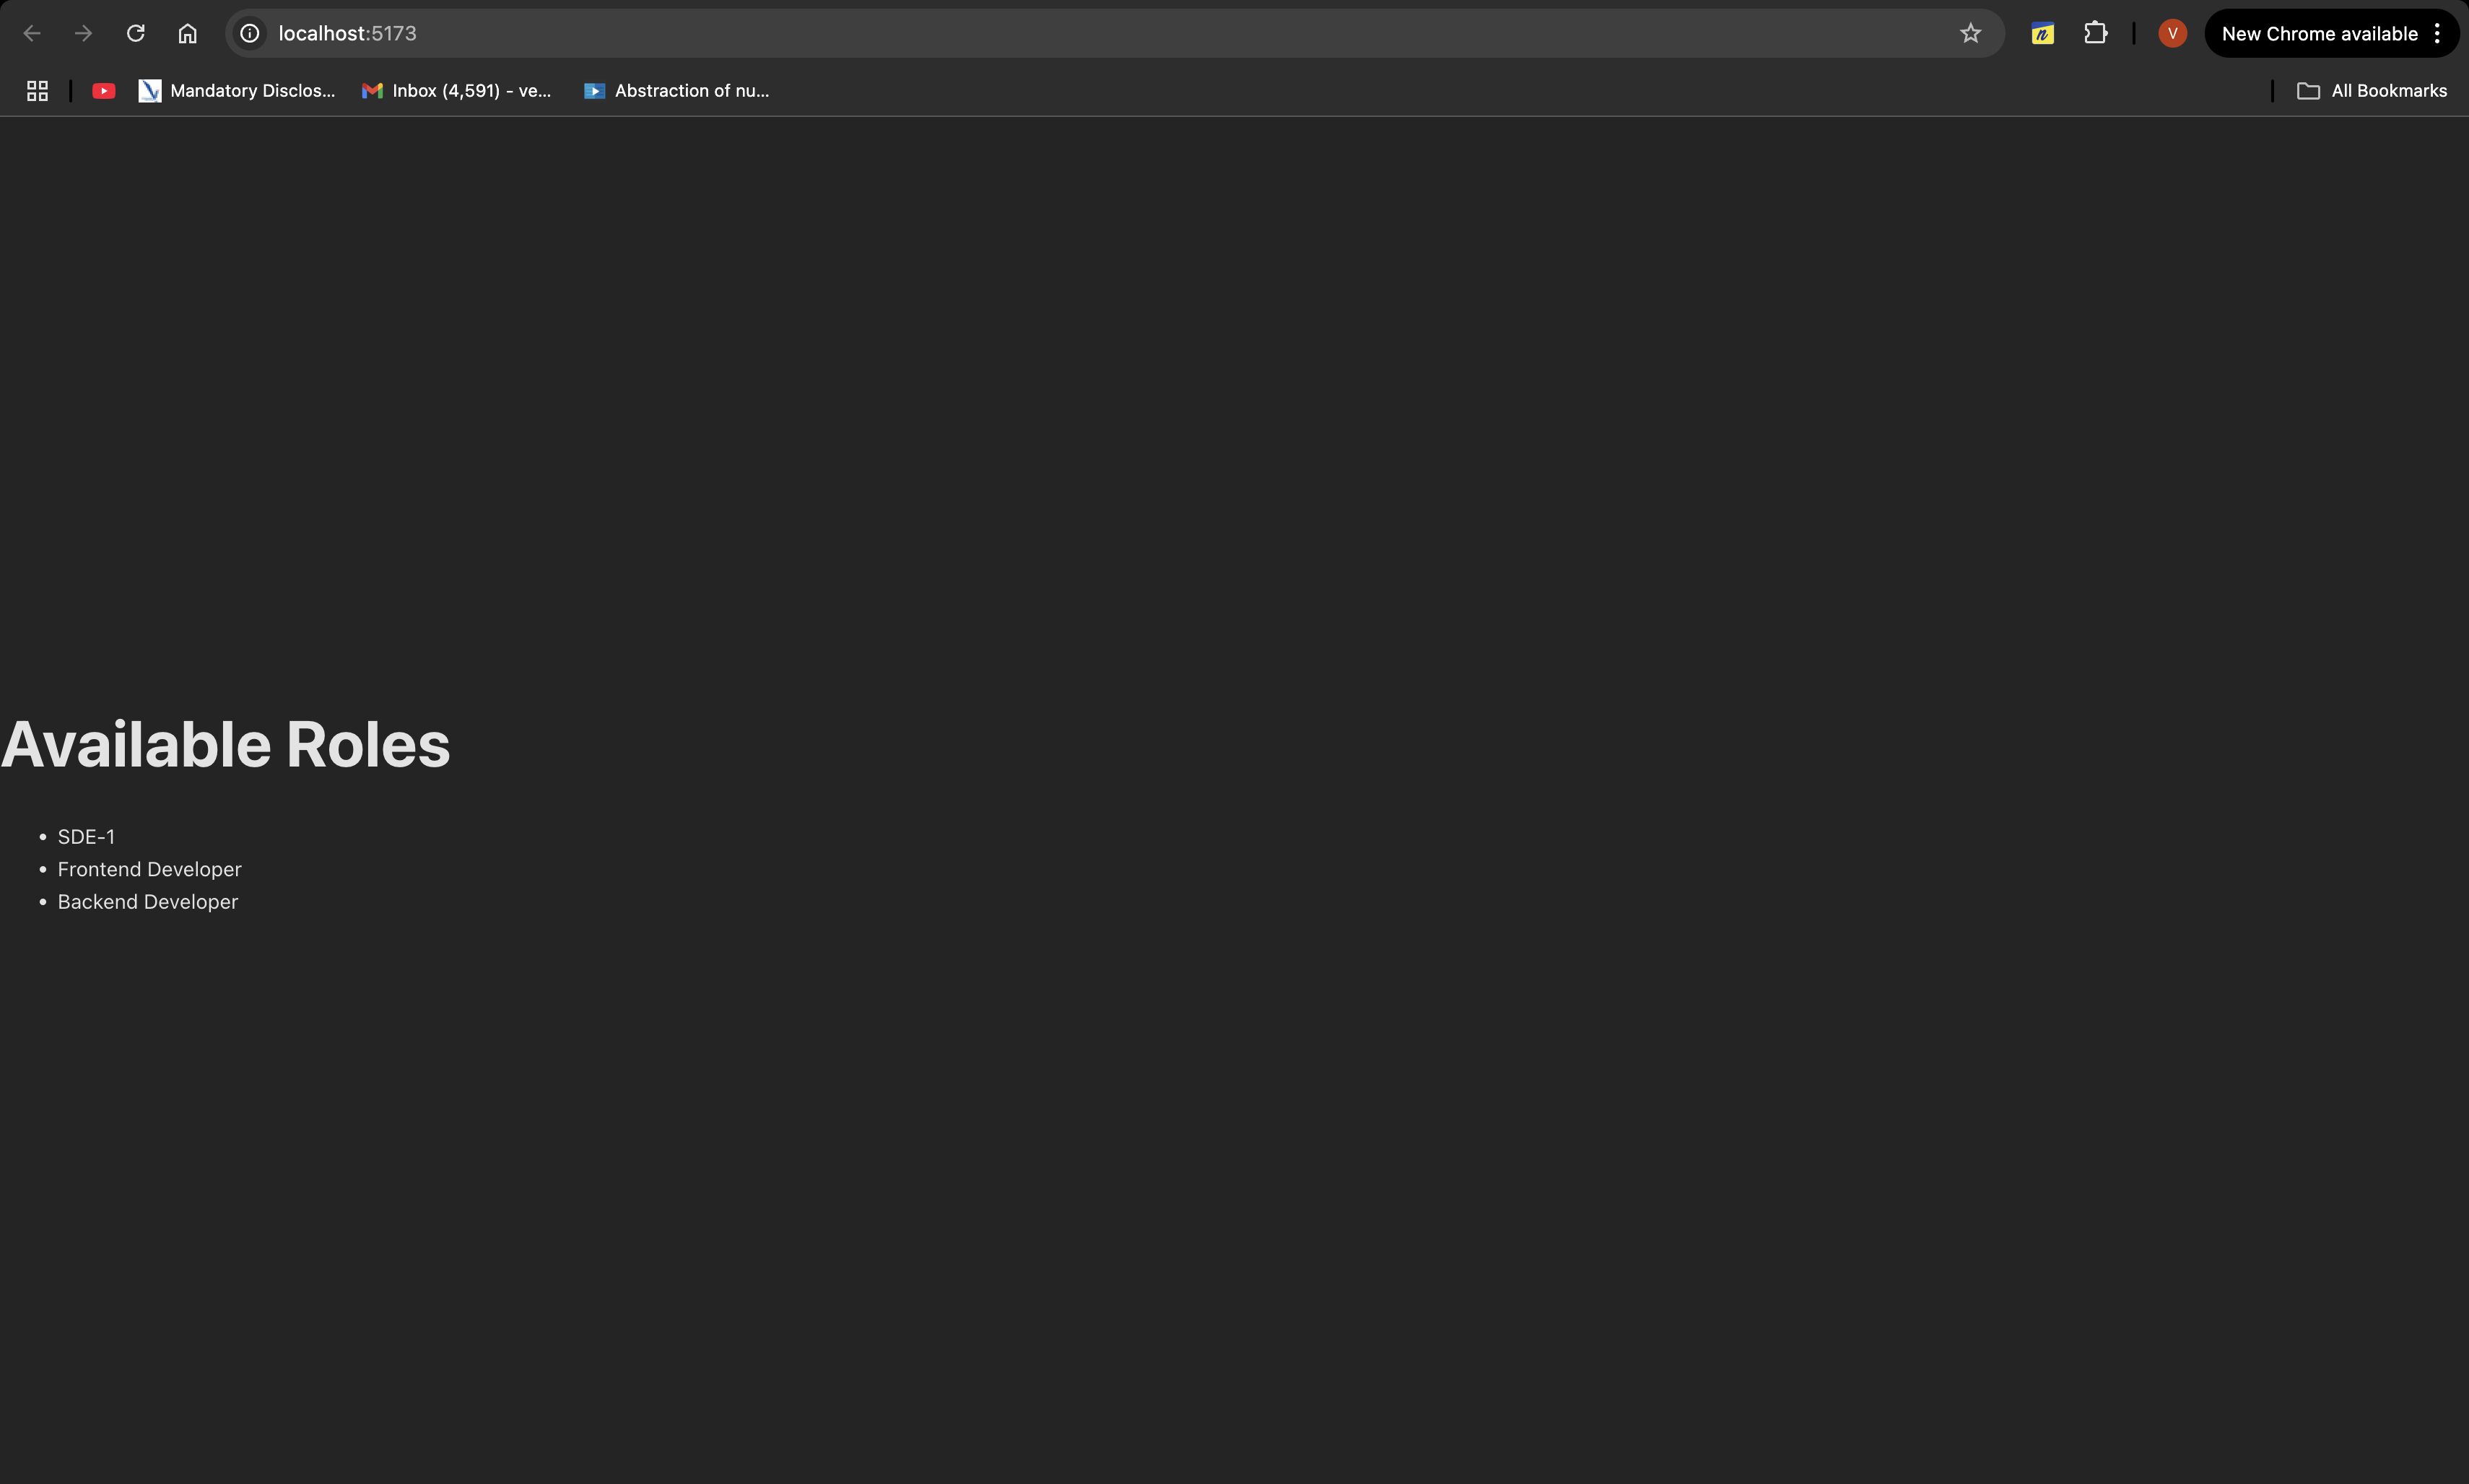 localhost:5173
V
New Chrome available
Mandatory Disclos...
Inbox (4,591) - ve...
Abstraction of nu...
All Bookmarks
Available Roles
• SDE-1
• Frontend Developer
• Backend Developer